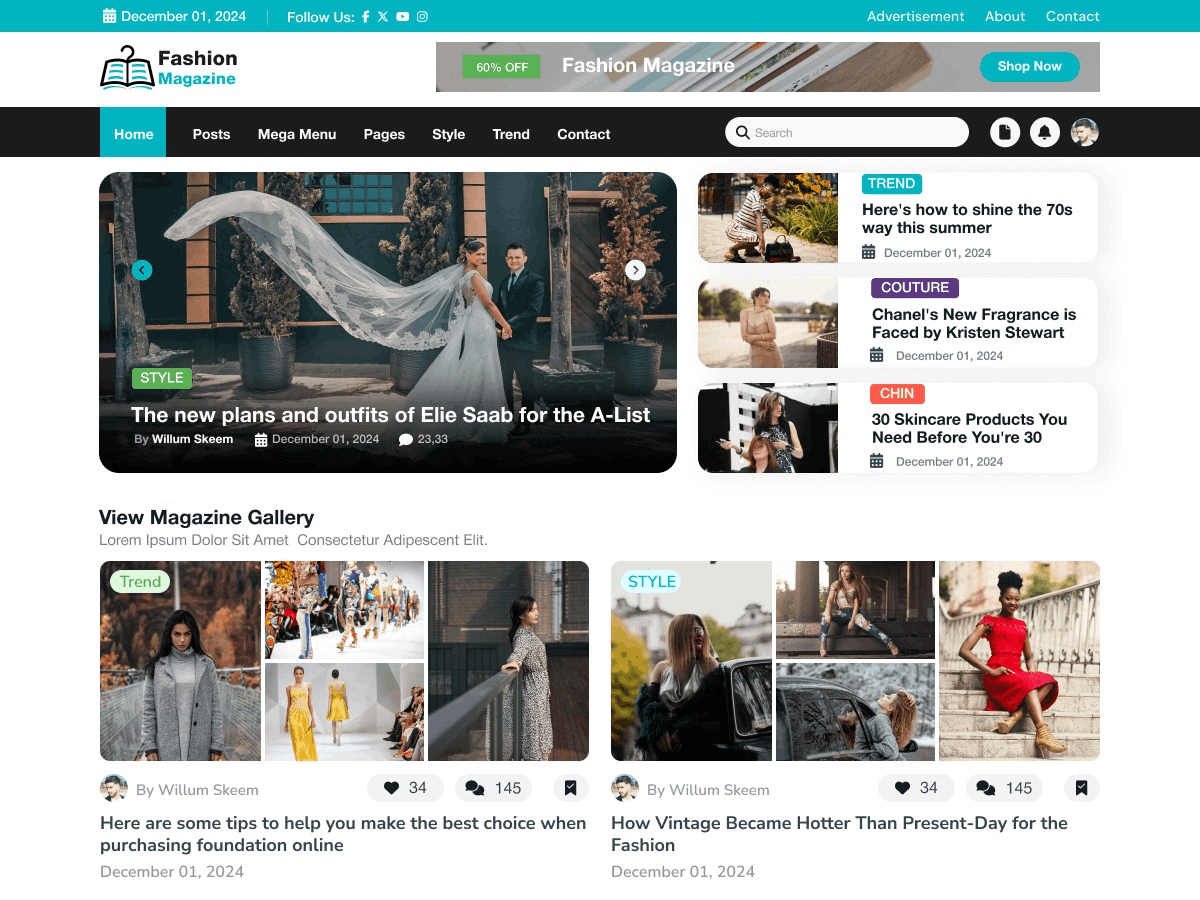 December 01, 2024
Follow Us:
Advertisement About Contact
Fashion
Magazine
60% OFF
Fashion Magazine
Shop Now
Home Posts Mega Menu Pages Style Trend Contact
Search
STYLE
The new plans and outfits of Elie Saab for the A-List
By Willum Skeem December 01, 2024 23,33
TREND
Here's how to shine the 70s
way this summer
December 01, 2024
COUTURE
Chanel's New Fragrance is
Faced by Kristen Stewart
December 01, 2024
CHIN
30 Skincare Products You
Need Before You're 30
December 01, 2024
View Magazine Gallery
Lorem Ipsum Dolor Sit Amet  Consectetur Adipescent Elit.
Trend
By Willum Skeem 34 145
Here are some tips to help you make the best choice when
purchasing foundation online
December 01, 2024
STYLE
By Willum Skeem 34 145
How Vintage Became Hotter Than Present-Day for the
Fashion
December 01, 2024